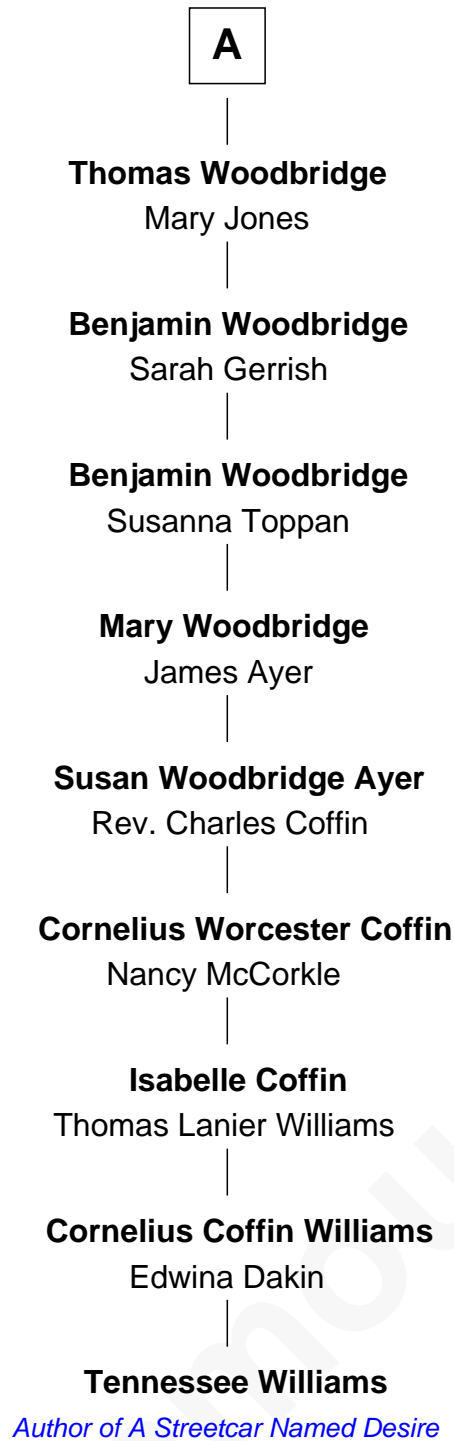 A
Thomas Woodbridge
Mary Jones
Benjamin Woodbridge
Sarah Gerrish
Benjamin Woodbridge
Susanna Toppan
Mary Woodbridge
James Ayer
Susan Woodbridge Ayer
Rev. Charles Coffin
Cornelius Worcester Coffin
Nancy McCorkle
Isabelle Coffin
Thomas Lanier Williams
Cornelius Coffin Williams
Edwina Dakin
Tennessee Williams
Author of A Streetcar Named Desire